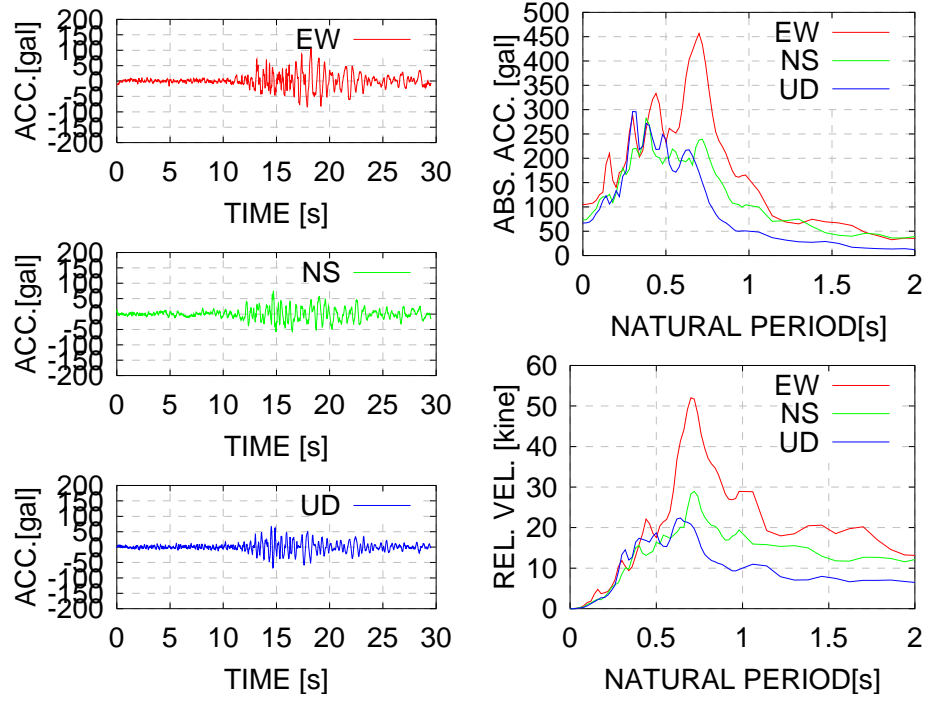 ACC.[gal]
200
150
100
50
0
-50
-100
-150
-200
EW
0 5 10 15 20 25 30
TIME [s]
ACC.[gal]
200
150
100
50
0
-50
-100
-150
-200
NS
0 5 10 15 20 25 30
TIME [s]
ACC.[gal]
200
150
100
50
0
-50
-100
-150
-200
UD
0 5 10 15 20 25 30
TIME [s]
ABS. ACC. [gal]
500
450
400
350
300
250
200
150
100
50
0
EW
NS
UD
0 0.5 1 1.5 2
NATURAL PERIOD[s]
REL. VEL. [kine]
60
50
40
30
20
10
0
EW
NS
UD
0 0.5 1 1.5 2
NATURAL PERIOD[s]